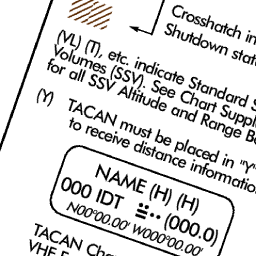 Crosshatch in
Shutdown stat
(VL) (T), etc. indicate Standard S
Volumes (SSV). See Chart Suppl
for all SSV Altitude and Range B
(Y) TACAN must be placed in "Y"
to receive distance informatio
NAME (H) (H)
000 IDT (000.0)
N00°00.00' W000°00.00'
TACAN Cha